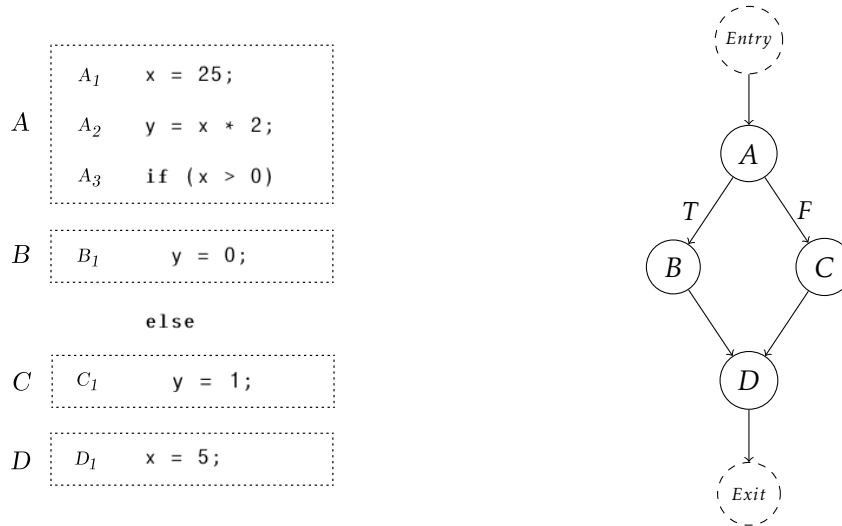 A
A1 x = 25;
A2 y = x * 2;
A3 if (x > 0)
B
B1 y = 0;
else
C
C1 y = 1;
D
D1 x = 5;
Entry
A
T
F
B
C
D
Exit